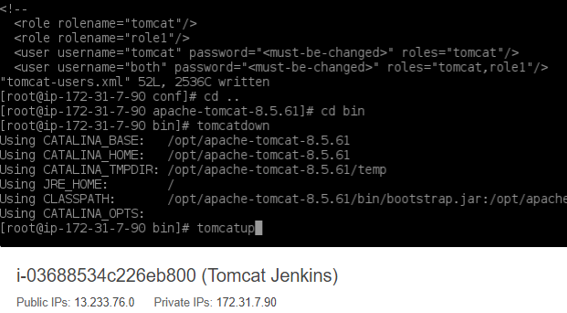 <!--
<role rolename="tomcat"/>
<role rolename="role1"/>
<user username="tomcat" password="<must-be-changed>" roles="tomcat"/>
<user username="both" password="<must-be-changed>" roles="tomcat,role1"/>
"tomcat-users.xml" 52L, 2536C written
[root@ip-172-31-7-90 conf]# cd ..
[root@ip-172-31-7-90 apache-tomcat-8.5.61]# cd bin
[root@ip-172-31-7-90 bin]# tomcatdown
Using CATALINA_BASE: /opt/apache-tomcat-8.5.61
Using CATALINA_HOME: /opt/apache-tomcat-8.5.61
Using CATALINA_TMPDIR: /opt/apache-tomcat-8.5.61/temp
Using JRE_HOME: /
Using CLASSPATH: /opt/apache-tomcat-8.5.61/bin/bootstrap.jar:/opt/apache
Using CATALINA_OPTS:
[root@ip-172-31-7-90 bin]# tomcatup
i-03688534c226eb800 (Tomcat Jenkins)
Public IPs: 13.233.76.0 Private IPs: 172.31.7.90